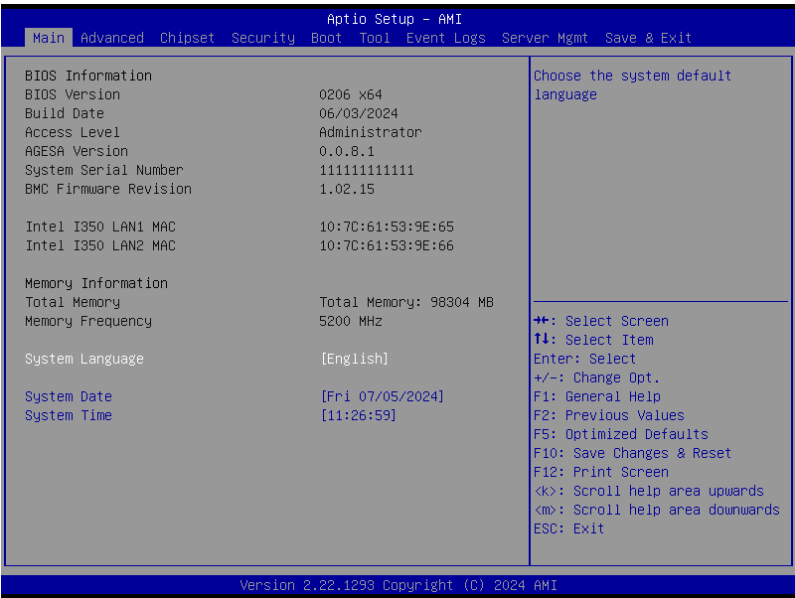 Aptio Setup – AMI
Main Advanced Chipset Security Boot Tool Event Logs Server Mgmt Save & Exit
BIOS Information
BIOS Version 0206 x64
Build Date 06/03/2024
Access Level Administrator
AGESA Version 0.0.8.1
System Serial Number 111111111111
BMC Firmware Revision 1.02.15
Intel I350 LAN1 MAC 10:7C:61:53:9E:65
Intel I350 LAN2 MAC 10:7C:61:53:9E:66
Memory Information
Total Memory Total Memory: 98304 MB
Memory Frequency 5200 MHz
System Language [English]
System Date [Fri 07/05/2024]
System Time [11:26:59]
Choose the system default
language
→←: Select Screen
↑↓: Select Item
Enter: Select
+/-: Change Opt.
F1: General Help
F2: Previous Values
F5: Optimized Defaults
F10: Save Changes & Reset
F12: Print Screen
<k>: Scroll help area upwards
<m>: Scroll help area downwards
ESC: Exit
Version 2.22.1293 Copyright (C) 2024 AMI